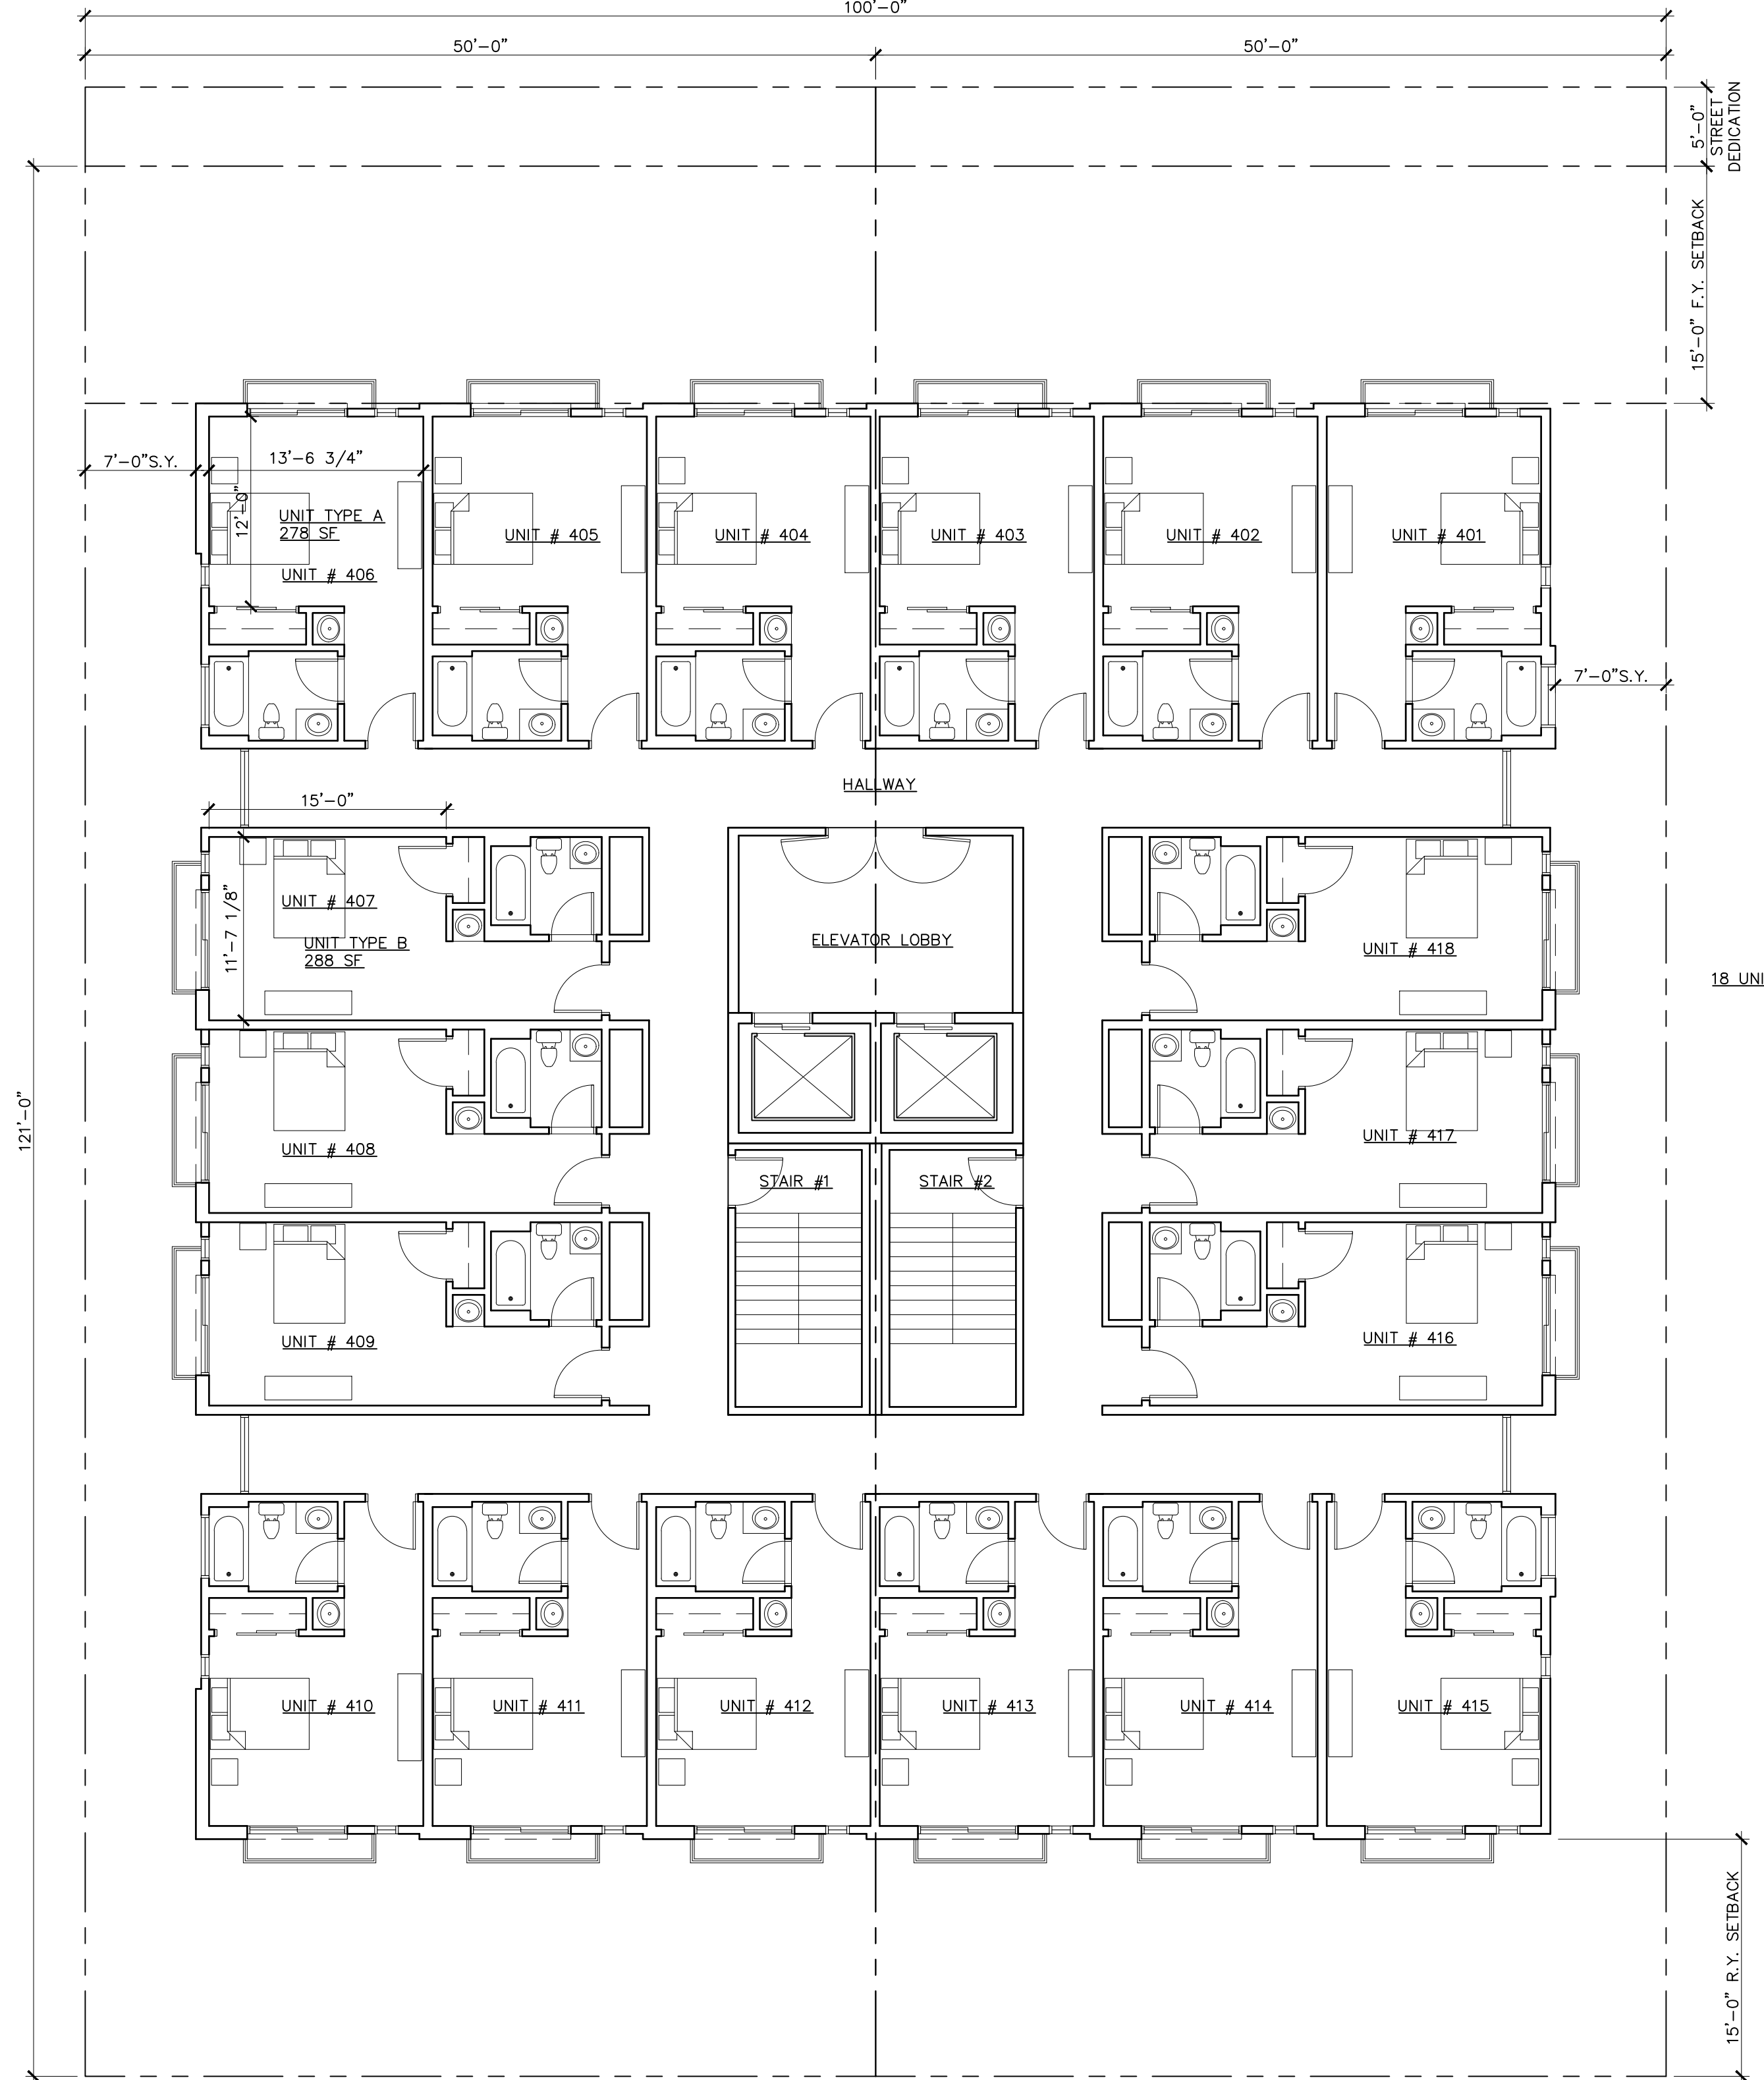 100'-0"
50'-0"
50'-0"
5'-0"
STREET
DEDICATION
15'-0" F.Y. SETBACK
7'-0"S.Y.
13'-6 3/4"
12'-0"
UNIT TYPE A
278 SF
UNIT # 406
UNIT # 405
UNIT # 404
UNIT # 403
UNIT # 402
UNIT # 401
7'-0"S.Y.
HALLWAY
15'-0"
11'-7 1/8"
UNIT # 407
UNIT TYPE B
288 SF
ELEVATOR LOBBY
UNIT # 418
18 UNI
121'-0"
UNIT # 408
UNIT # 417
STAIR #1
STAIR #2
UNIT # 409
UNIT # 416
UNIT # 410
UNIT # 411
UNIT # 412
UNIT # 413
UNIT # 414
UNIT # 415
15'-0" R.Y. SETBACK